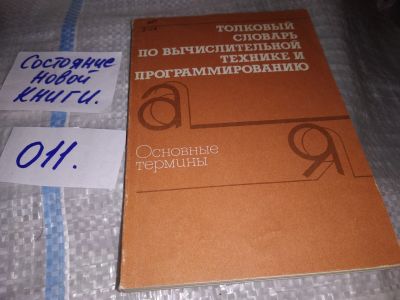 Состояние
новой
книги.
011.
ТОЛКОВЫЙ
СЛОВАРЬ
ПО ВЫЧИСЛИТЕЛЬНОЙ
ТЕХНИКЕ И
ПРОГРАММИРОВАНИЮ
а
Я
Основные
термины